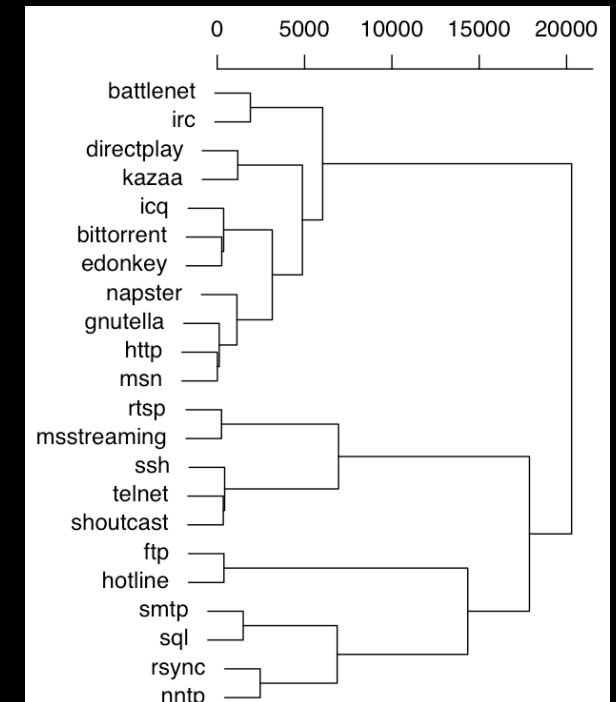 0 5000 10000 15000 20000
battlenet
irc
directplay
kazaa
icq
bittorrent
edonkey
napster
gnutella
http
msn
rtsp
msstreaming
ssh
telnet
shoutcast
ftp
hotline
smtp
sql
rsync
nntp